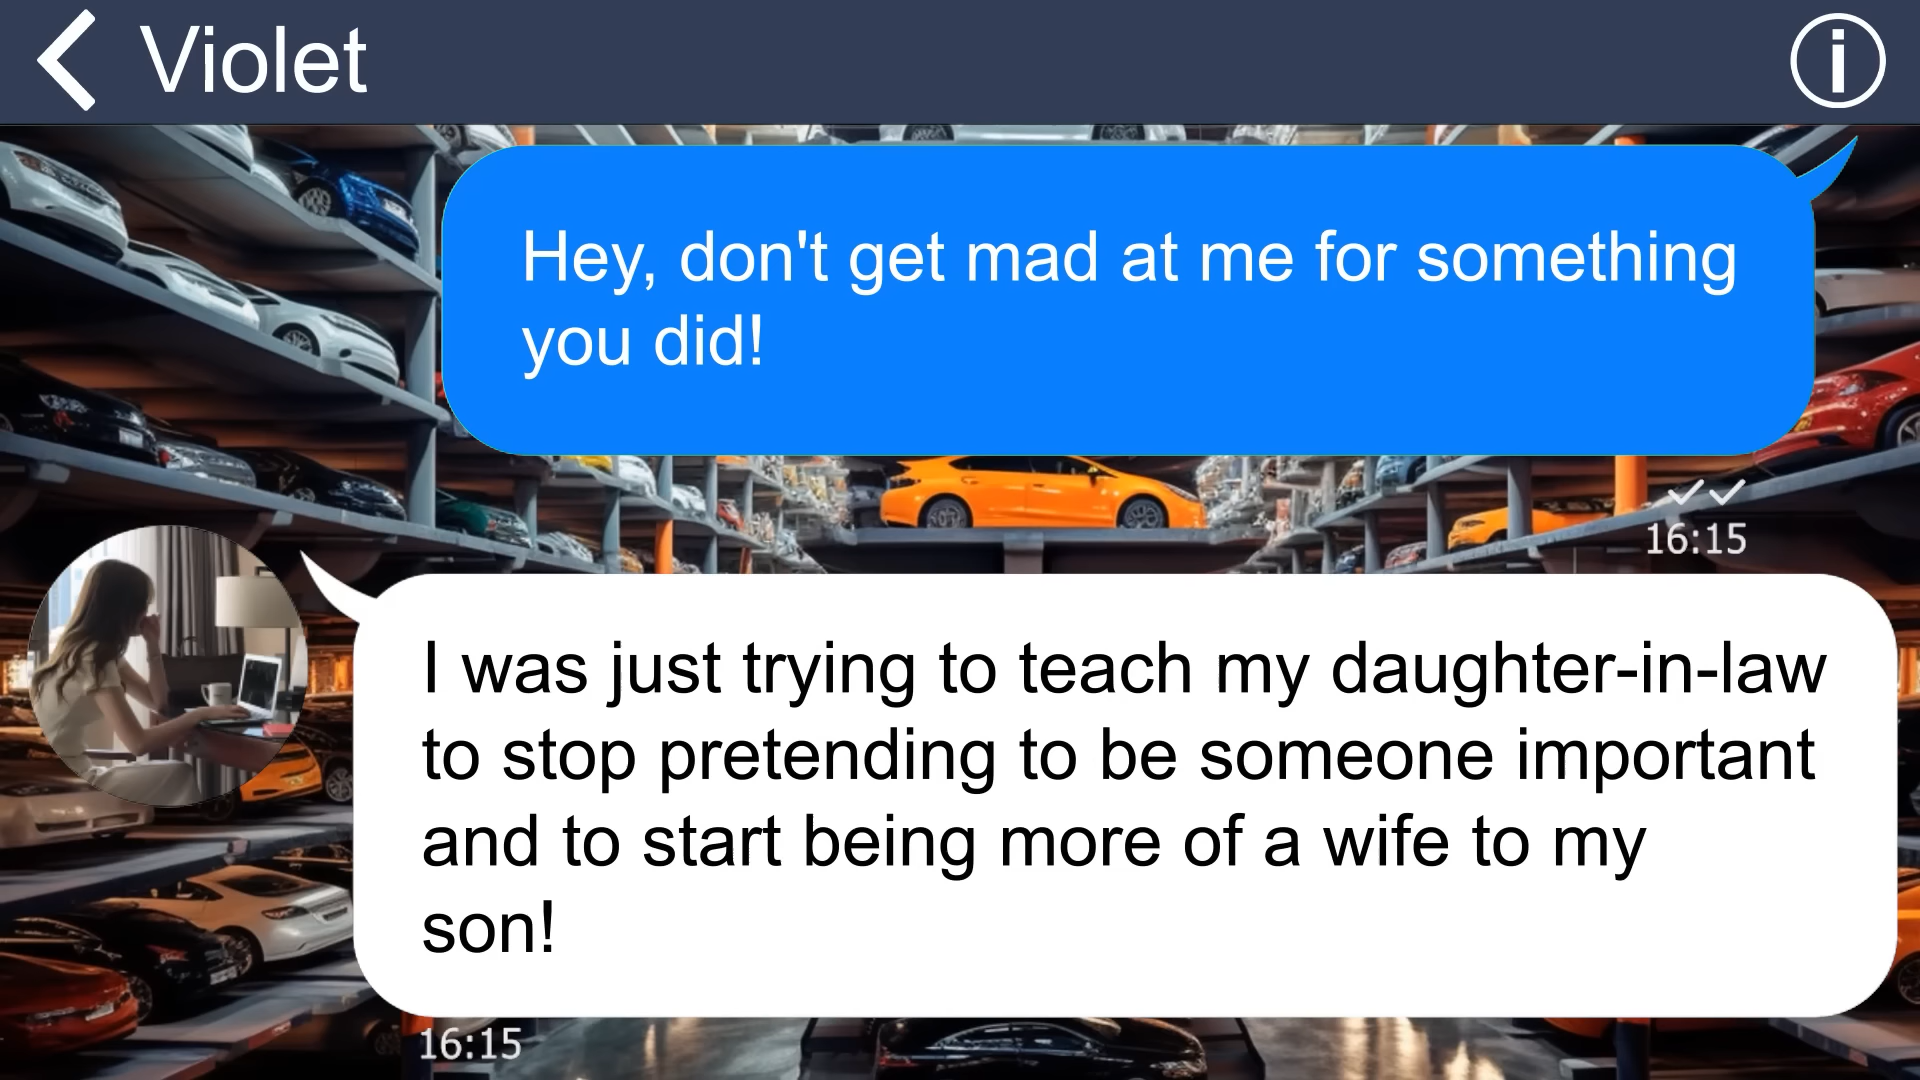 Violet
Hey, don't get mad at me for something
you did!
16:15
I was just trying to teach my daughter-in-law
to stop pretending to be someone important
and to start being more of a wife to my
son!
16:15